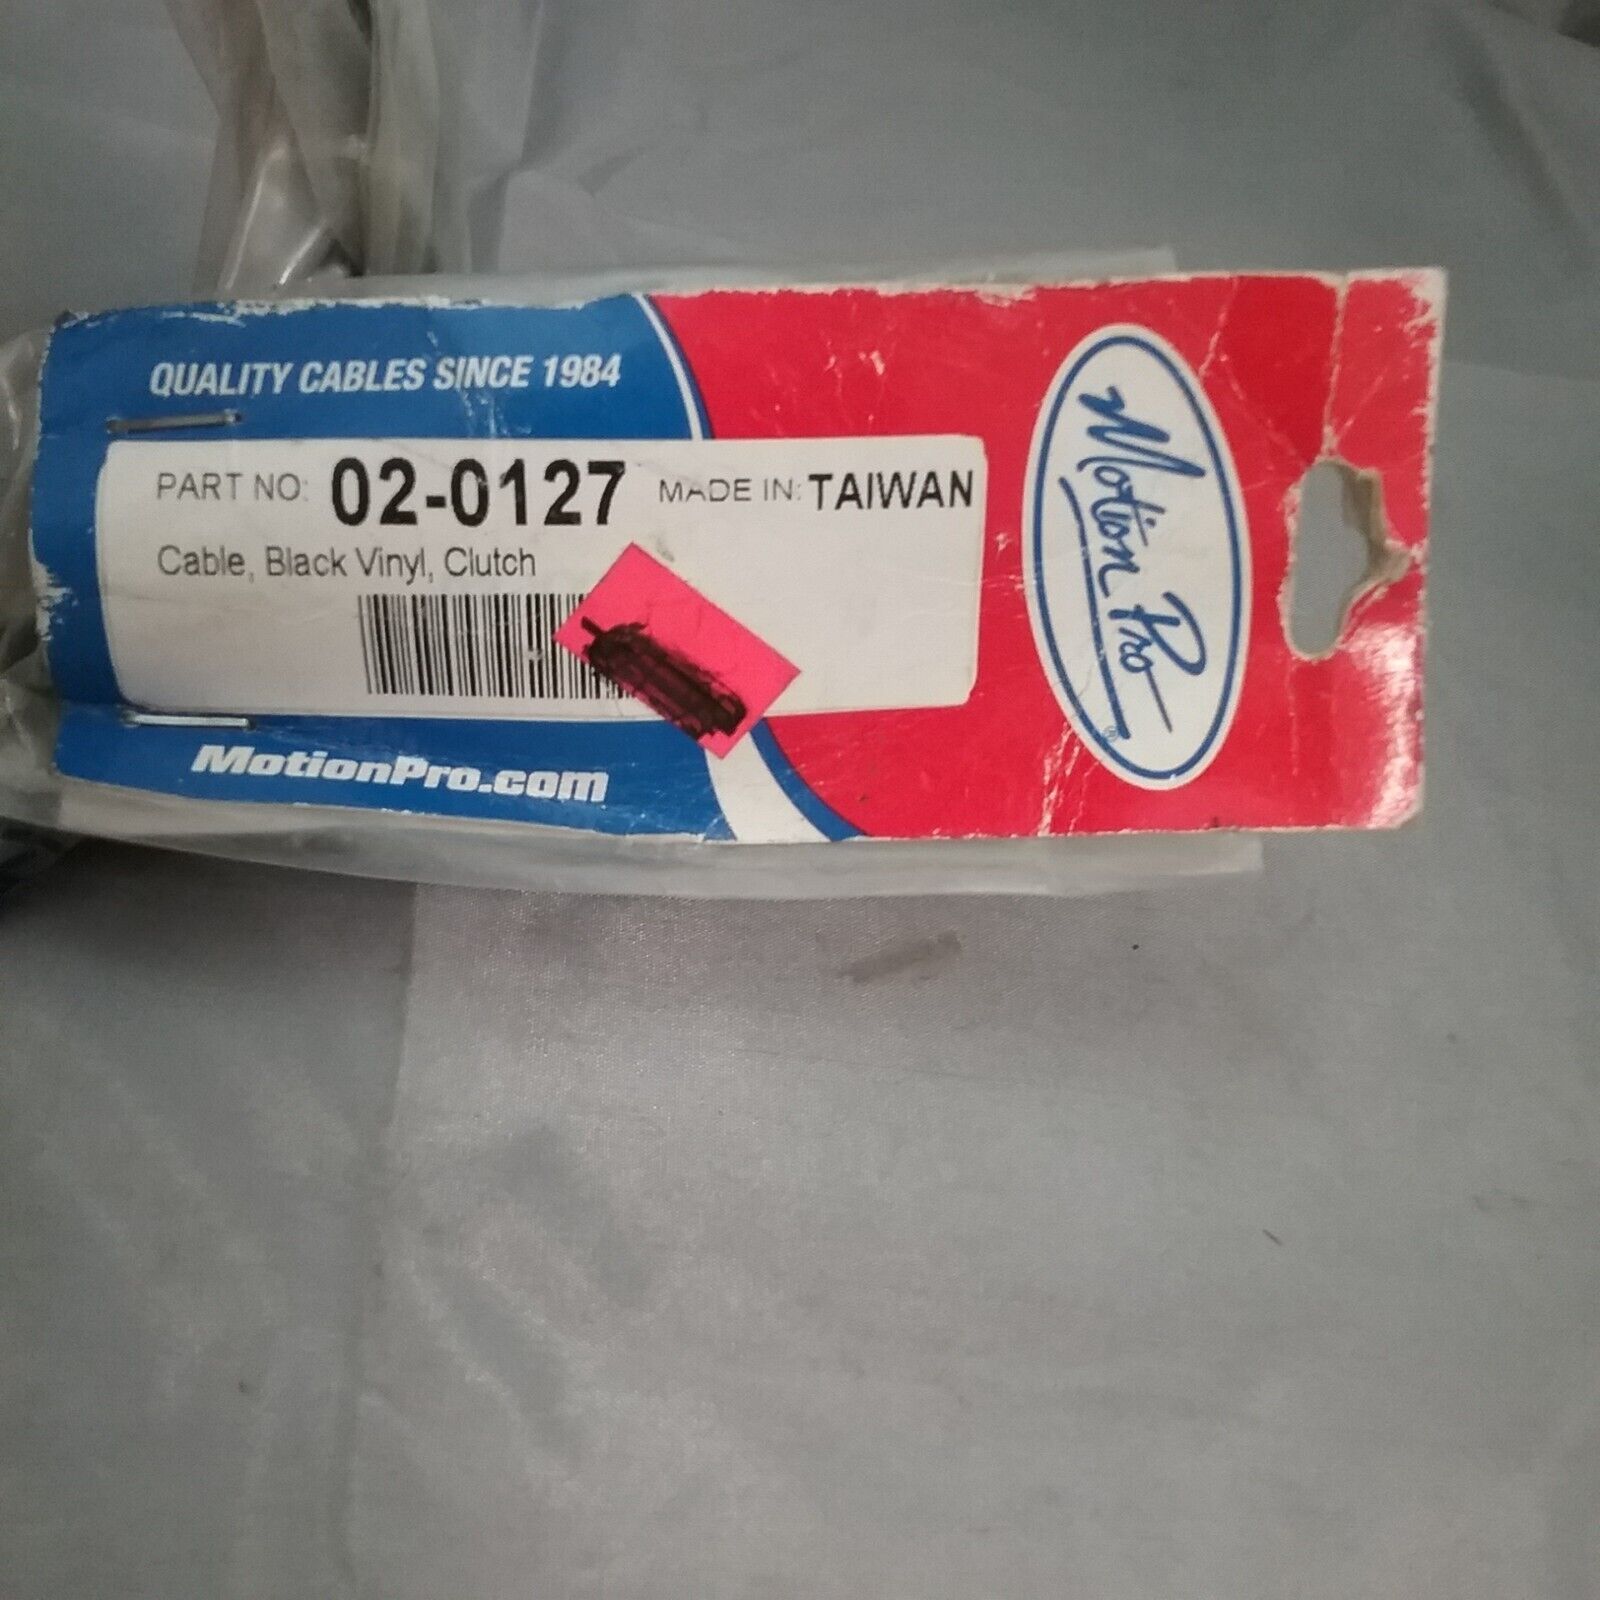 QUALITY CABLES SINCE 1984
PART NO: 02-0127 MADE IN: TAIWAN
Cable, Black Vinyl, Clutch
MotionPro.com
Motion Pro ®